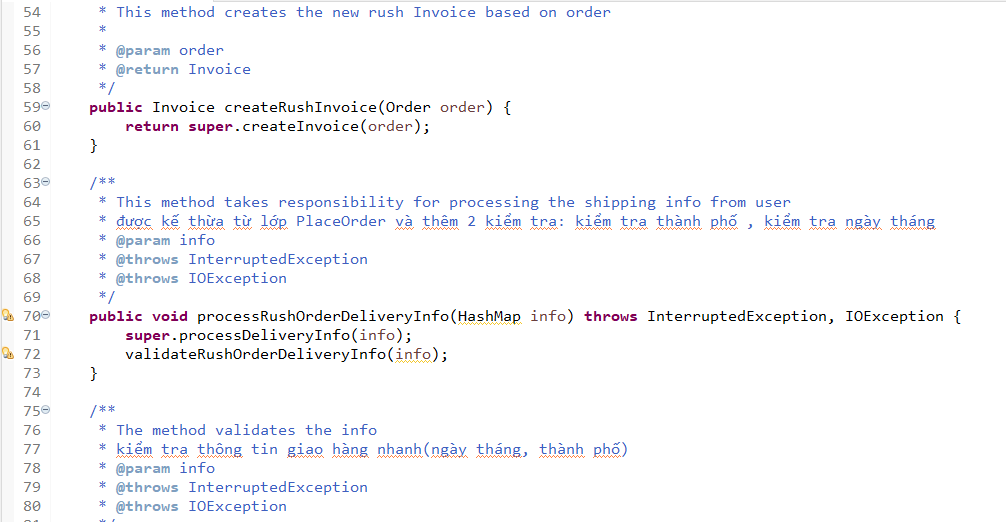 54 * This method creates the new rush Invoice based on order
55 *
56 * @param order
57 * @return Invoice
58 */
59 public Invoice createRushInvoice(Order order) {
60 return super.createInvoice(order);
61 }
62
63 /**
64 * This method takes responsibility for processing the shipping info from user
65 * được kế thừa từ lớp PlaceOrder và thêm 2 kiểm tra: kiểm tra thành phố , kiểm tra ngày tháng
66 * @param info
67 * @throws InterruptedException
68 * @throws IOException
69 */
70 public void processRushOrderDeliveryInfo(HashMap info) throws InterruptedException, IOException {
71 super.processDeliveryInfo(info);
72 validateRushOrderDeliveryInfo(info);
73 }
74
75 /**
76 * The method validates the info
77 * kiểm tra thông tin giao hàng nhanh(ngày tháng, thành phố)
78 * @param info
79 * @throws InterruptedException
80 * @throws IOException